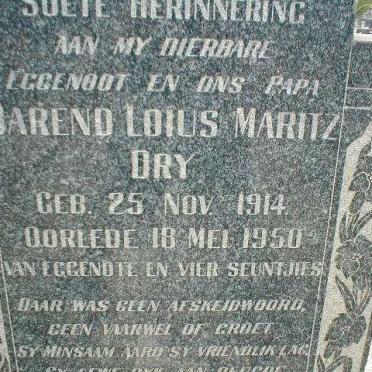 SOETE HERINNERING
AAN MY DIERBARE
EGGENOOT EN ONS PAPA
BAREND LOIUS MARITZ
DRY
GEB. 25 NOV. 1914
OORLEDE 18 MEI 1950
VAN EGGENOTE EN VIER SEUNTJIES
DAAR WAS GEEN AFSKEIDWOORD,
GEEN VAARWEL OF GROET
SY MINSAAM AARD SY VRIENDLIK LAG,